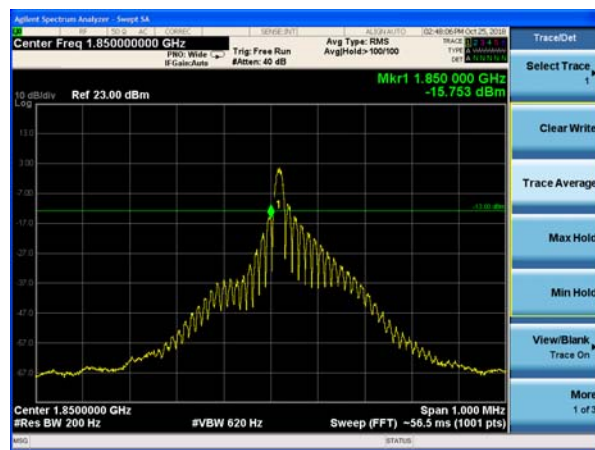 Agilent Spectrum Analyzer - Swept SA
RF 50 Ω AC CORREC SENSE:INT ALIGN AUTO 02:48:06 PM Oct 25, 2018
Center Freq 1.850000000 GHz
PNO: Wide
IFGain:Auto
Trig: Free Run
#Atten: 40 dB
Avg Type: RMS
Avg|Hold:>100/100
TRACE 1 2 3 4 5 6
TYPE
DET A N N N N N
Mkr1 1.850 000 GHz
-15.753 dBm
10 dB/div Ref 23.00 dBm
Log
13.0
3.00
-7.00
1
-13.00 dBm
-17.0
-27.0
-37.0
-47.0
-57.0
-67.0
Center 1.8500000 GHz Span 1.000 MHz
#Res BW 200 Hz #VBW 620 Hz Sweep (FFT) ~56.5 ms (1001 pts)
MSG STATUS
Trace/Det
Select Trace
1
Clear Write
Trace Average
Max Hold
Min Hold
View/Blank
Trace On
More
1 of 3